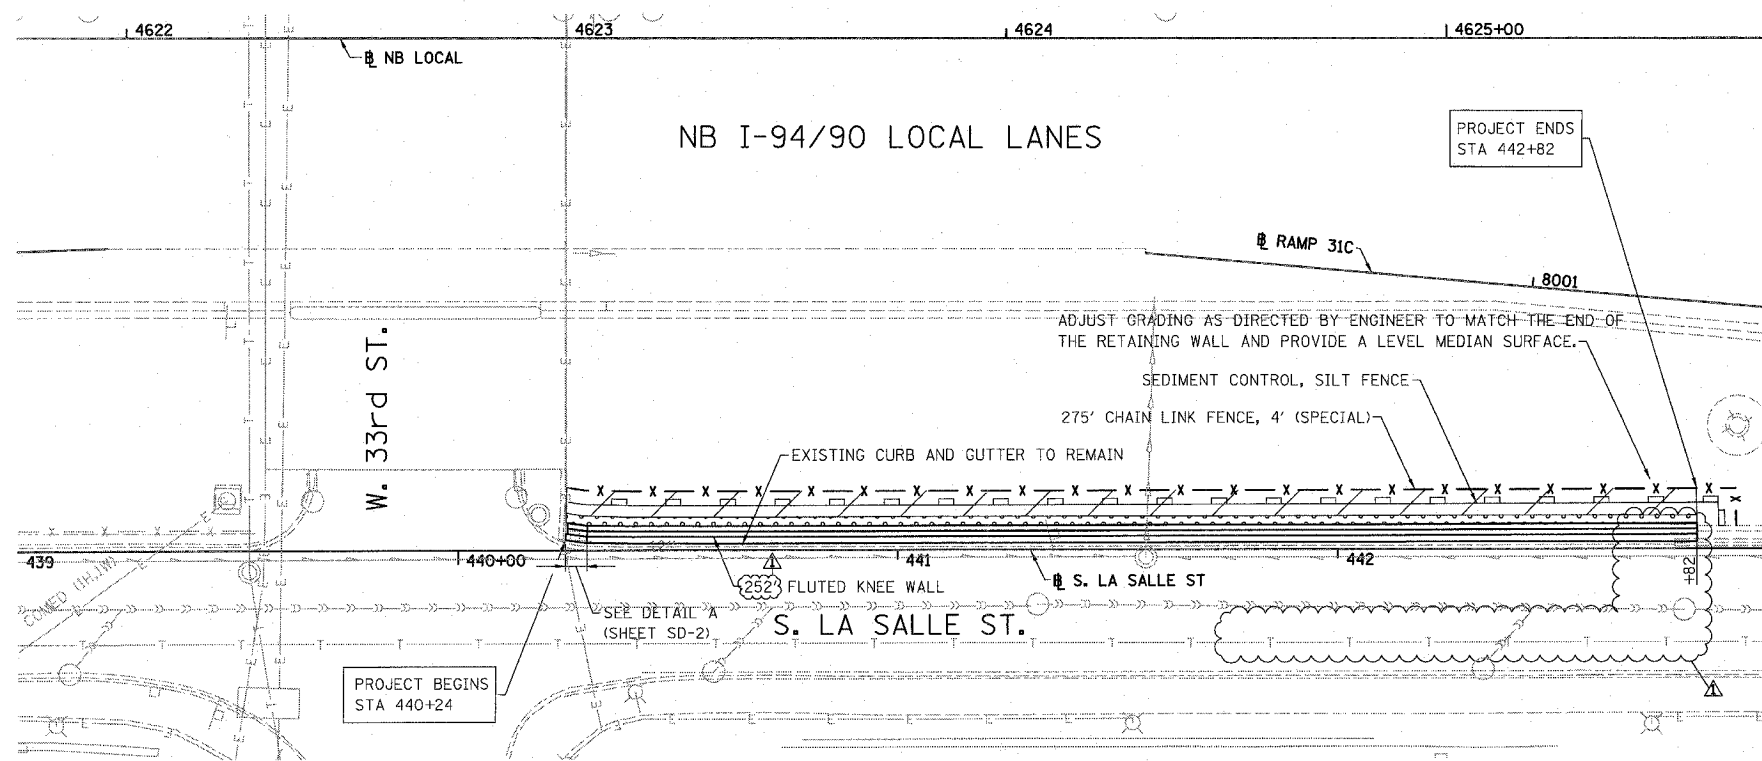 4622
4623
4624
4625+00
℄ NB LOCAL
NB I-94/90 LOCAL LANES
PROJECT ENDS
STA 442+82
℄ RAMP 31C
8001
W. 33rd ST.
ADJUST GRADING AS DIRECTED BY ENGINEER TO MATCH THE END OF
THE RETAINING WALL AND PROVIDE A LEVEL MEDIAN SURFACE.
SEDIMENT CONTROL, SILT FENCE
275' CHAIN LINK FENCE, 4' (SPECIAL)
EXISTING CURB AND GUTTER TO REMAIN
439
440+00
441
442
+82
1
252' FLUTED KNEE WALL
℄ S. LA SALLE ST
COMED (1H,1W)
SEE DETAIL A
(SHEET SD-2)
S. LA SALLE ST.
PROJECT BEGINS
STA 440+24
1